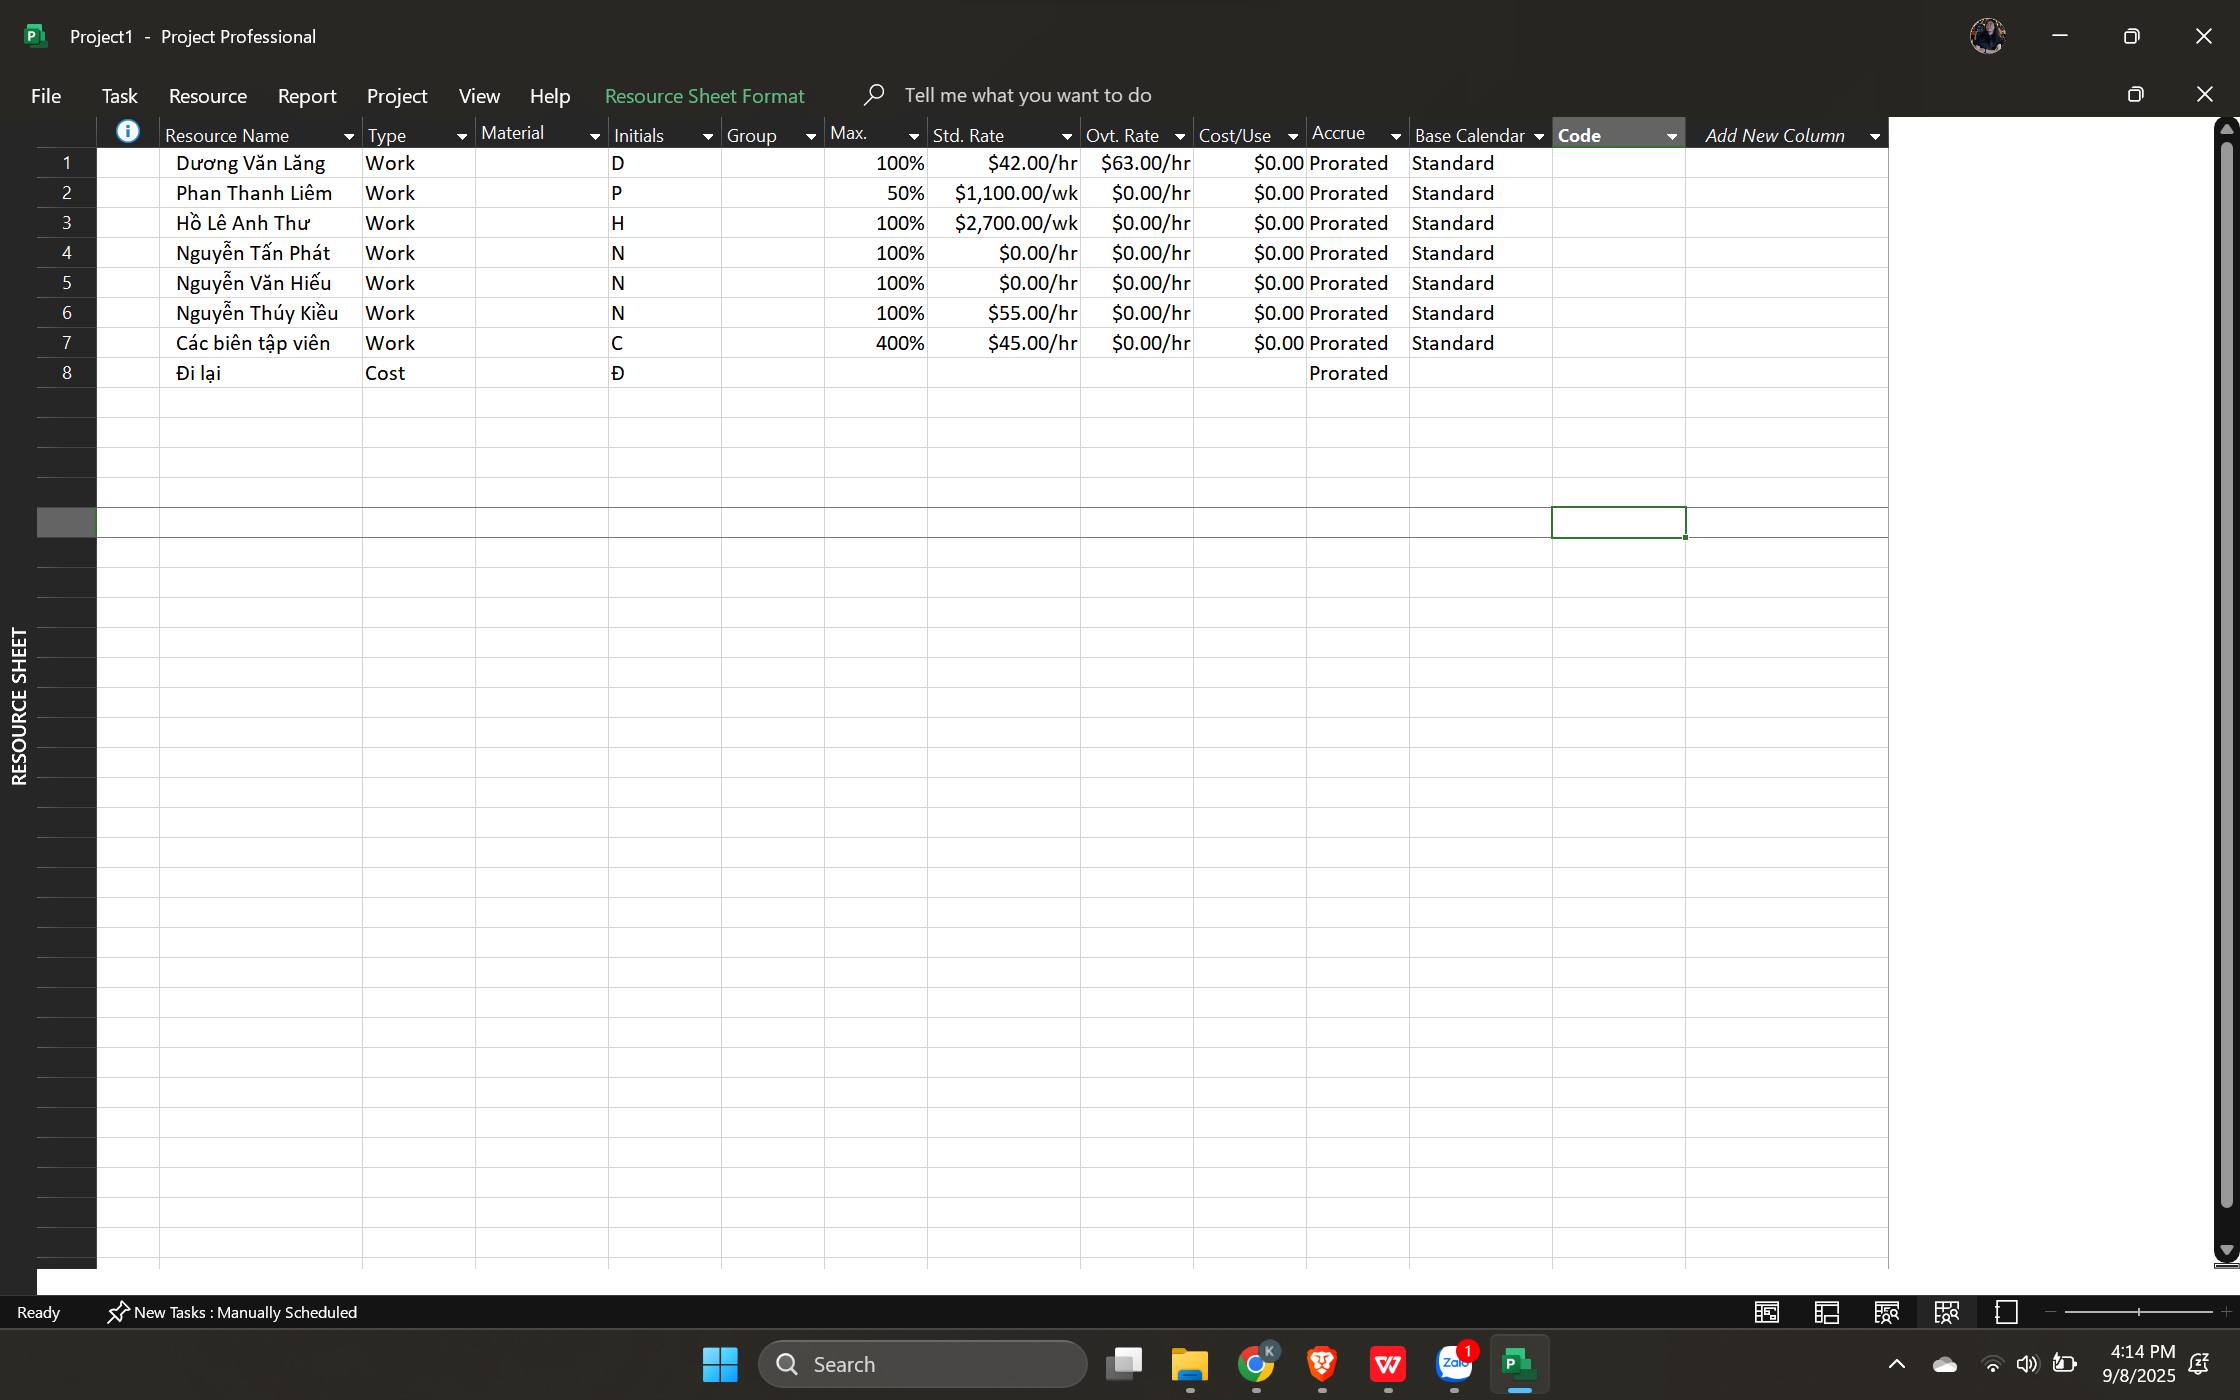 Project1 - Project Professional
File Task Resource Report Project View Help Resource Sheet Format Tell me what you want to do
Resource Name Type Material Initials Group Max. Std. Rate Ovt. Rate Cost/Use Accrue Base Calendar Code Add New Column
1 Dương Văn Lăng Work D 100% $42.00/hr $63.00/hr $0.00 Prorated Standard
2 Phan Thanh Liêm Work P 50% $1,100.00/wk $0.00/hr $0.00 Prorated Standard
3 Hồ Lê Anh Thư Work H 100% $2,700.00/wk $0.00/hr $0.00 Prorated Standard
4 Nguyễn Tấn Phát Work N 100% $0.00/hr $0.00/hr $0.00 Prorated Standard
5 Nguyễn Văn Hiếu Work N 100% $0.00/hr $0.00/hr $0.00 Prorated Standard
6 Nguyễn Thúy Kiều Work N 100% $55.00/hr $0.00/hr $0.00 Prorated Standard
7 Các biên tập viên Work C 400% $45.00/hr $0.00/hr $0.00 Prorated Standard
8 Đi lại Cost Đ Prorated
RESOURCE SHEET
Ready New Tasks : Manually Scheduled
Search
K
Zalo
1
4:14 PM
9/8/2025